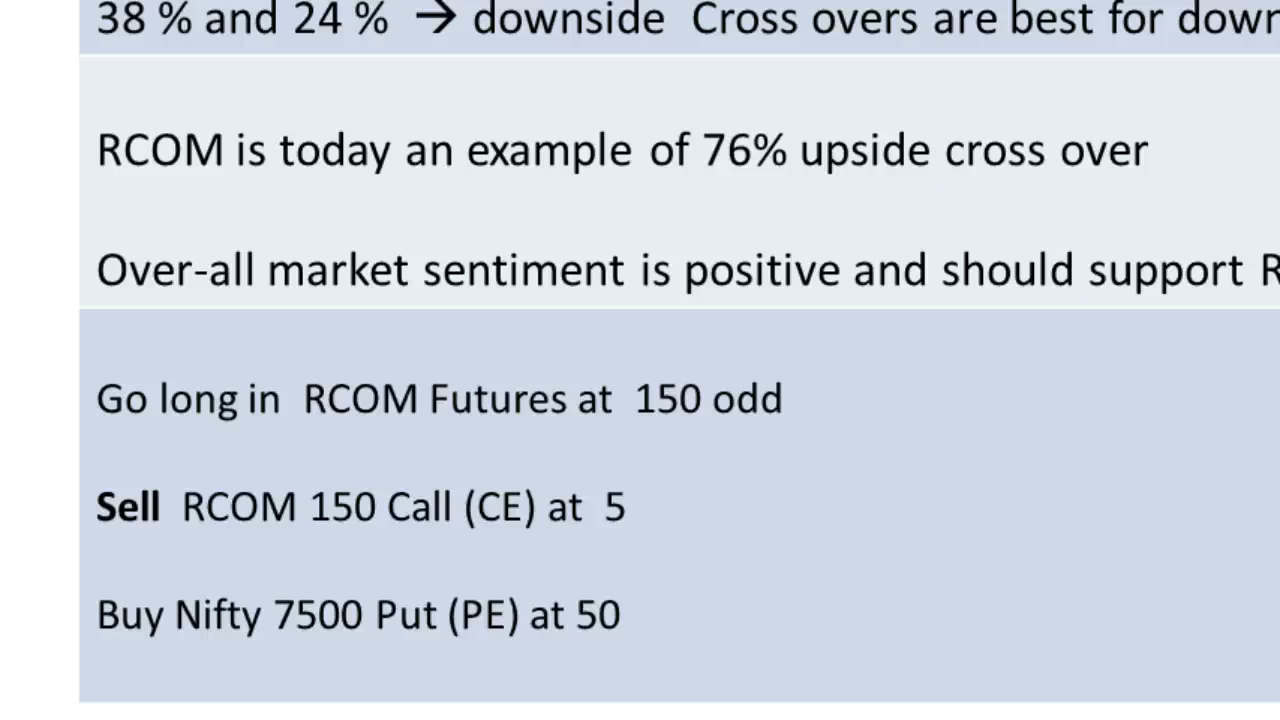 38 % and 24 % → downside Cross overs are best for down
RCOM is today an example of 76% upside cross over
Over-all market sentiment is positive and should support R
Go long in RCOM Futures at 150 odd
Sell RCOM 150 Call (CE) at 5
Buy Nifty 7500 Put (PE) at 50